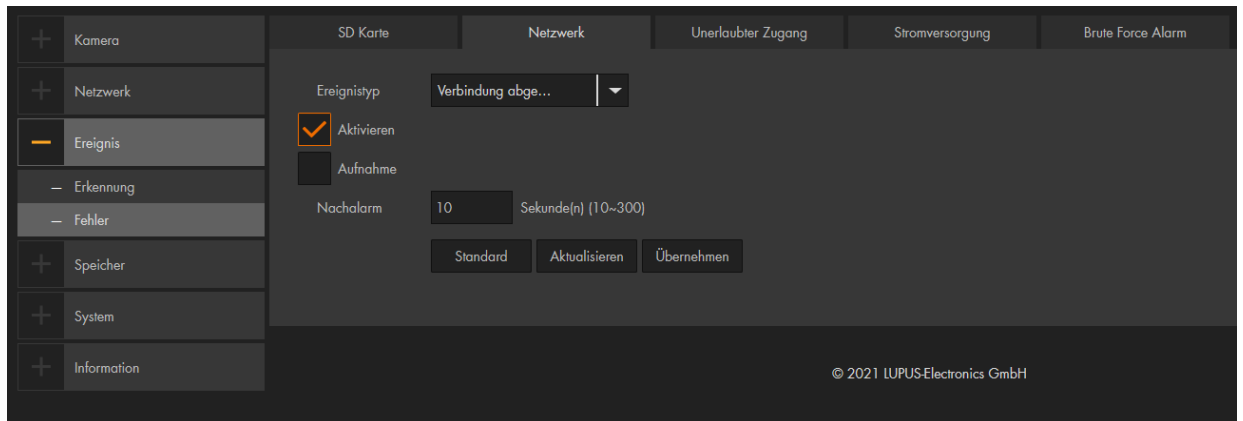 Kamera
Netzwerk
Ereignis
Erkennung
Fehler
Speicher
System
Information
SD Karte Netzwerk Unerlaubter Zugang Stromversorgung Brute Force Alarm
Ereignistyp Verbindung abge...
Aktivieren
Aufnahme
Nachalarm 10 Sekunde(n) (10~300)
Standard Aktualisieren Übernehmen
© 2021 LUPUS-Electronics GmbH